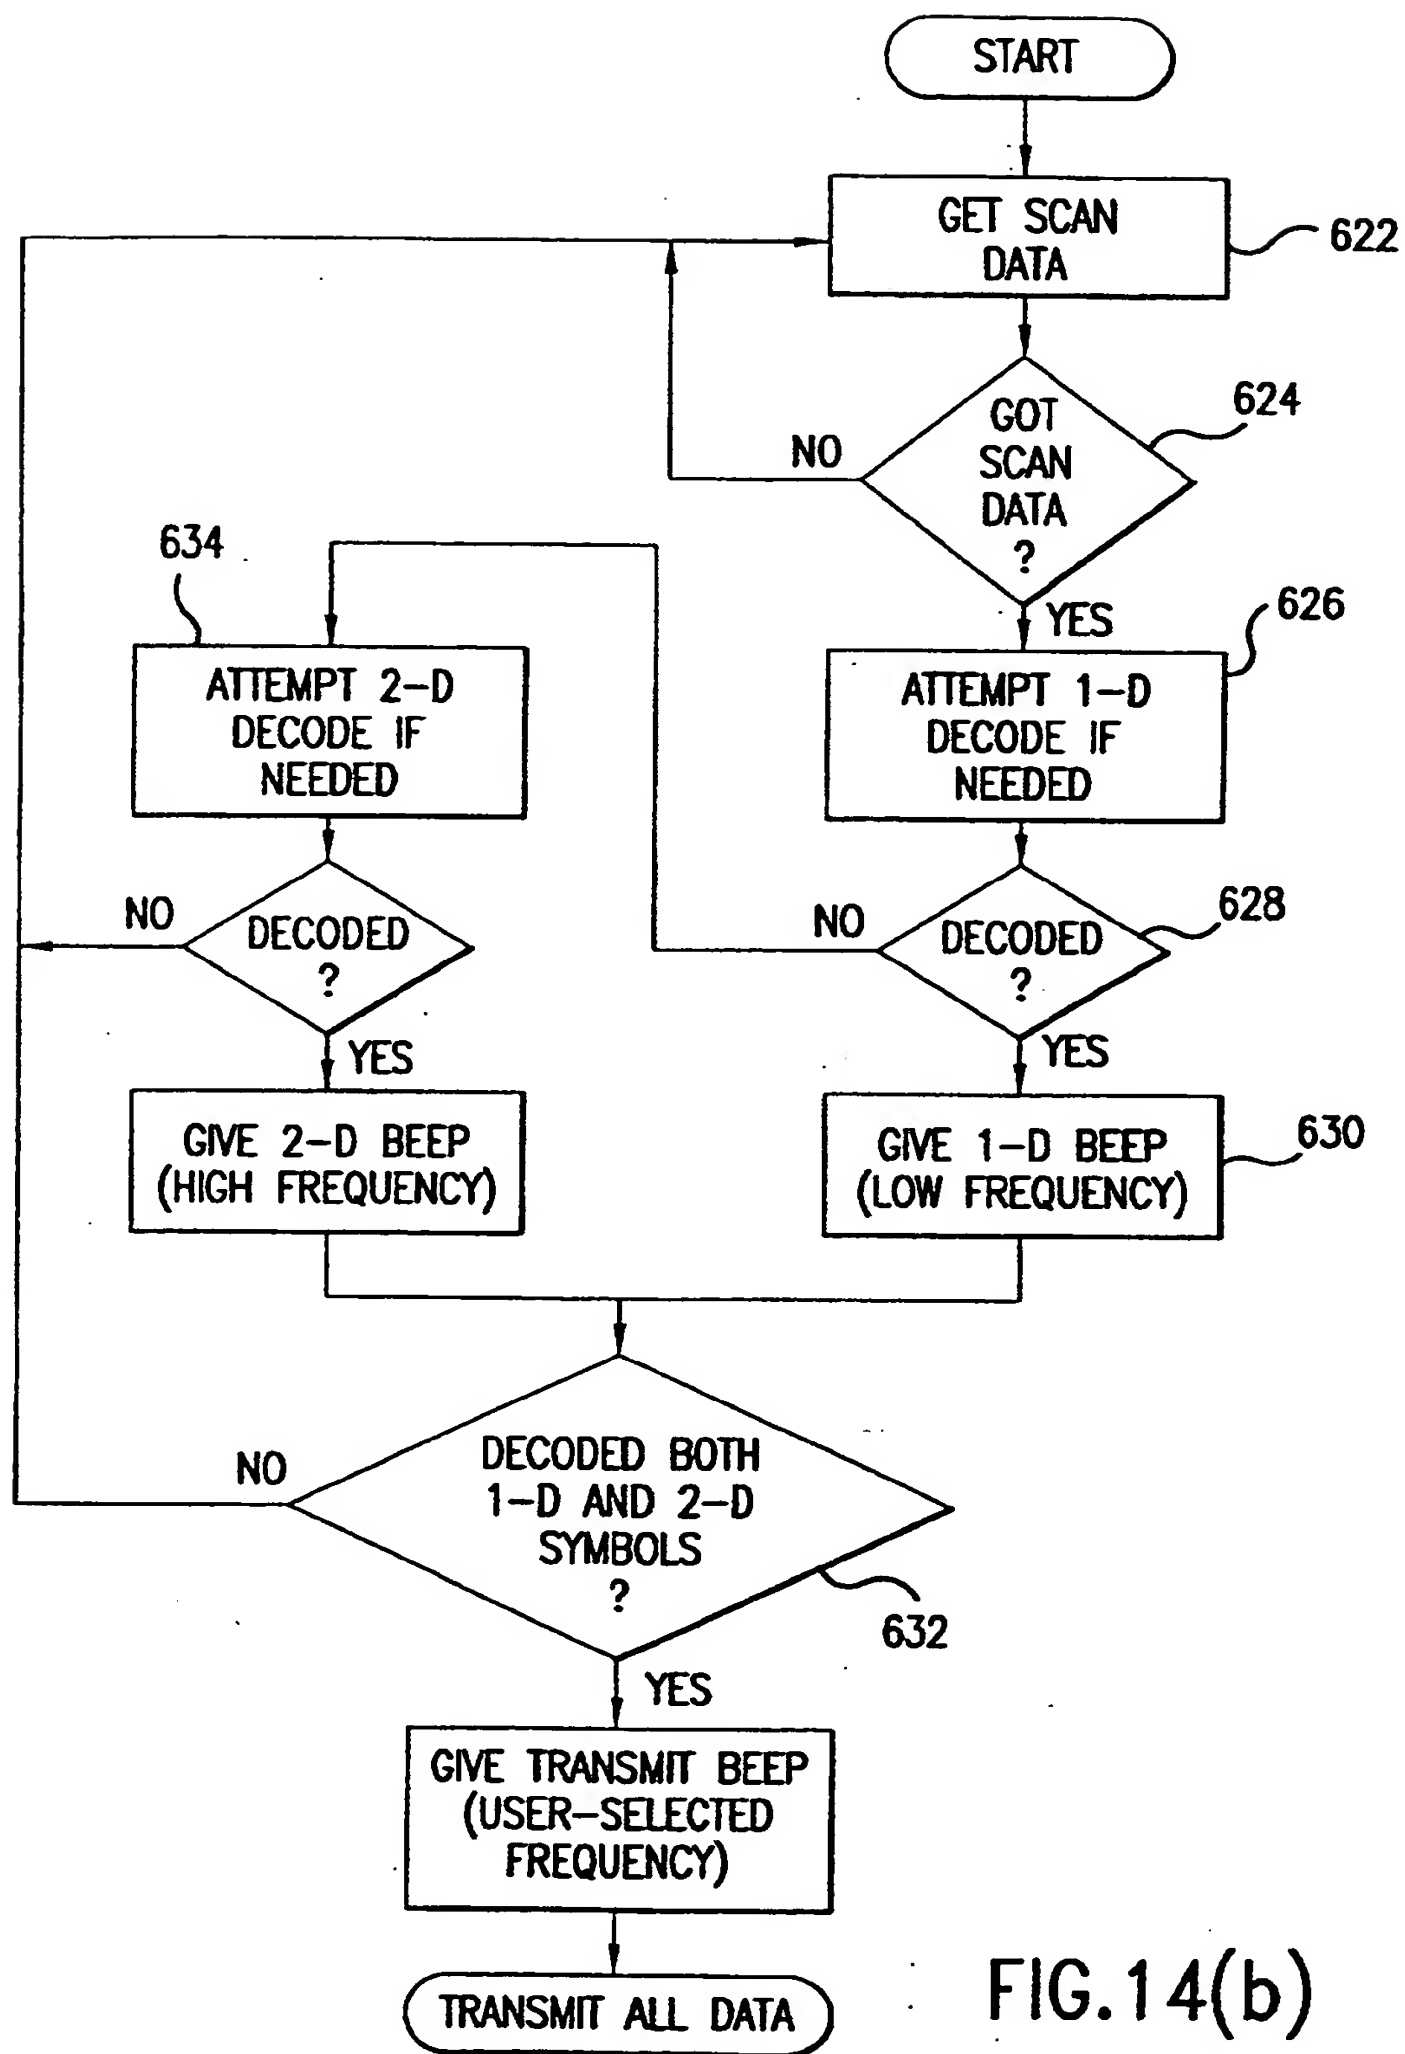 START
GET SCAN
DATA
622
GOT
SCAN
DATA
?
624
NO
YES
634
ATTEMPT 2-D
DECODE IF
NEEDED
626
ATTEMPT 1-D
DECODE IF
NEEDED
NO
DECODED
?
YES
NO
DECODED
?
628
YES
GIVE 2-D BEEP
(HIGH FREQUENCY)
GIVE 1-D BEEP
(LOW FREQUENCY)
630
NO
DECODED BOTH
1-D AND 2-D
SYMBOLS
?
632
YES
GIVE TRANSMIT BEEP
(USER-SELECTED
FREQUENCY)
TRANSMIT ALL DATA
FIG.14(b)